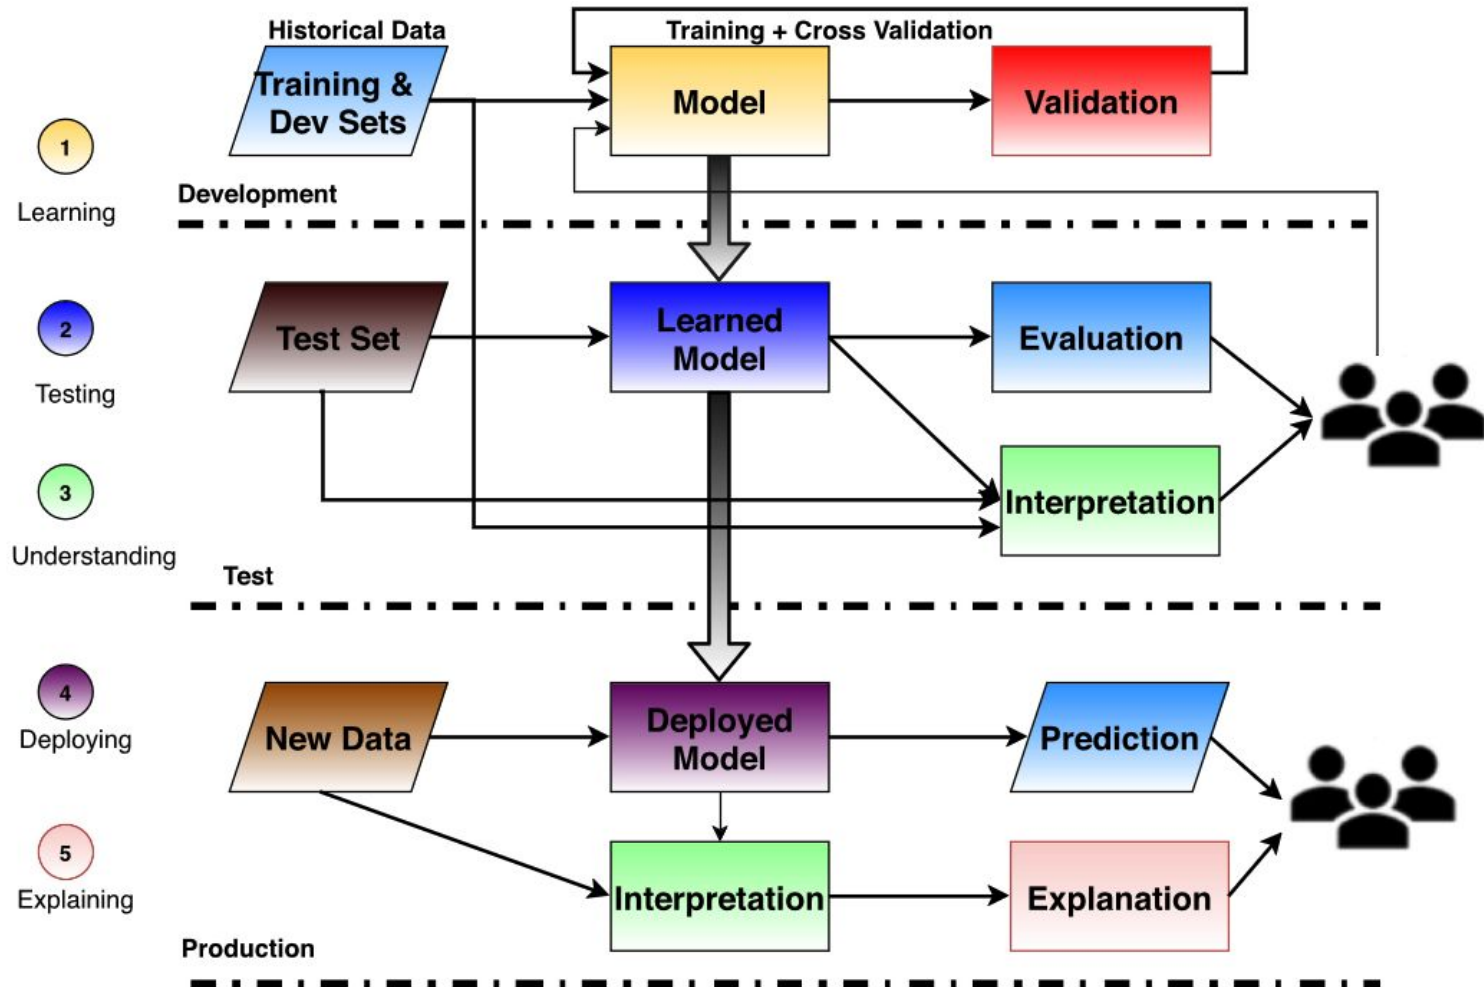 Historical Data
Training + Cross Validation
Training &
Dev Sets
Model
Validation
1
Learning
Development
Test Set
Learned
Model
Evaluation
2
Testing
3
Understanding
Interpretation
Test
4
Deploying
New Data
Deployed
Model
Prediction
5
Explaining
Interpretation
Explanation
Production